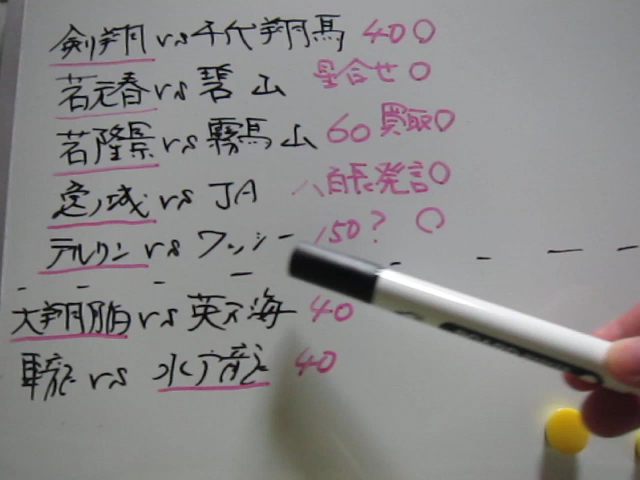 剣翔 vs 千代翔馬 40 ○
若元春 vs 碧山 星合せ ○
若隆景 vs 霧馬山 60 買取 ○
逸ノ城 vs JA 八百長発言 ○
テルクン vs ワッシー 150? ○
大翔鵬 vs 英乃海 40
vs 水戸龍 40